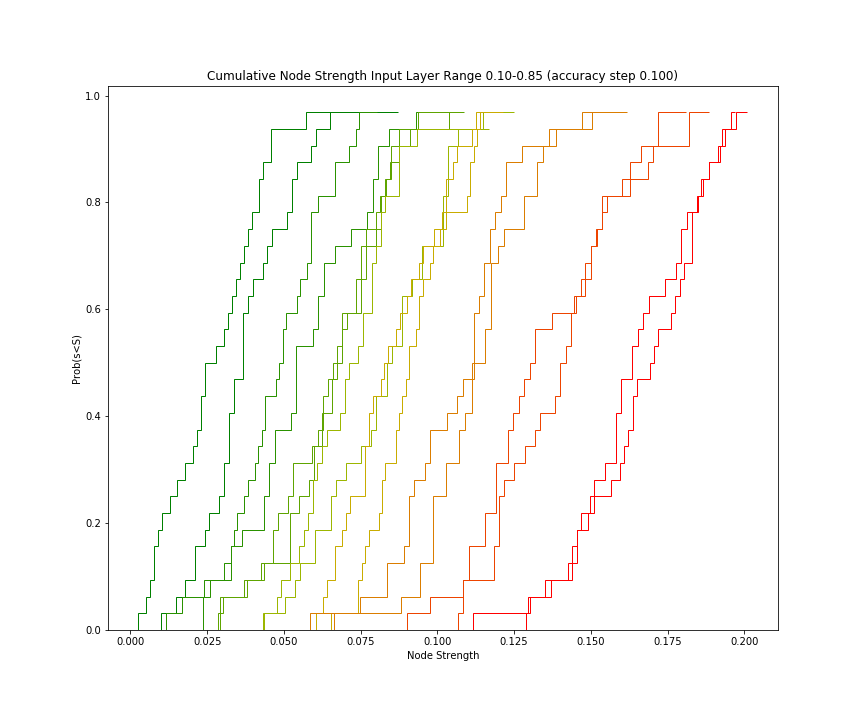 Cumulative Node Strength Input Layer Range 0.10-0.85 (accuracy step 0.100)
1.0
0.8
0.6
0.4
0.2
0.0
Prob(s<S)
0.000 0.025 0.050 0.075 0.100 0.125 0.150 0.175 0.200
Node Strength